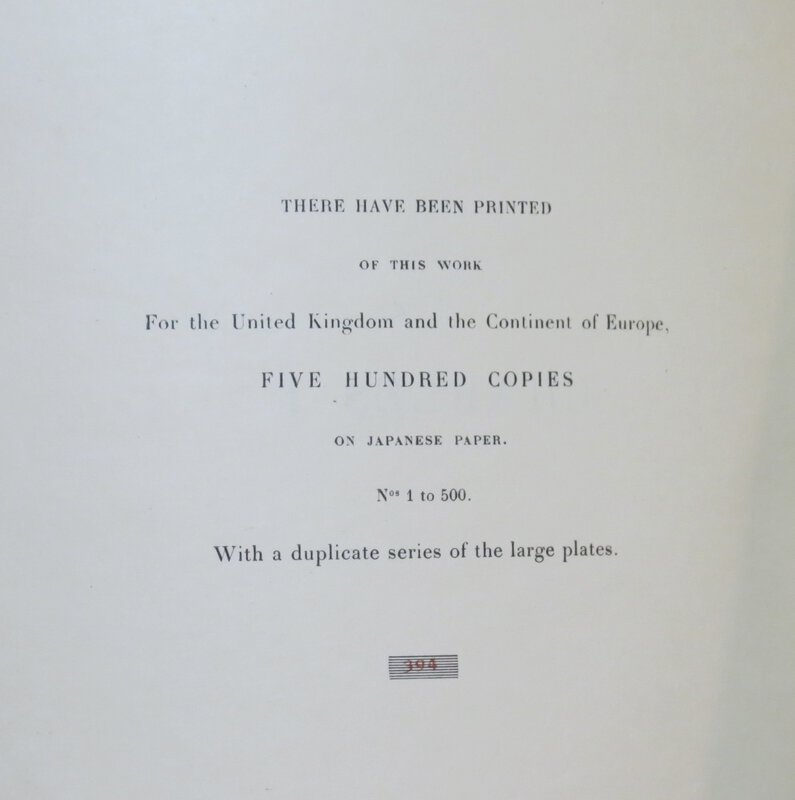 THERE HAVE BEEN PRINTED
OF THIS WORK
For the United Kingdom and the Continent of Europe,
FIVE HUNDRED COPIES
ON JAPANESE PAPER.
Nos 1 to 500.
With a duplicate series of the large plates.
394